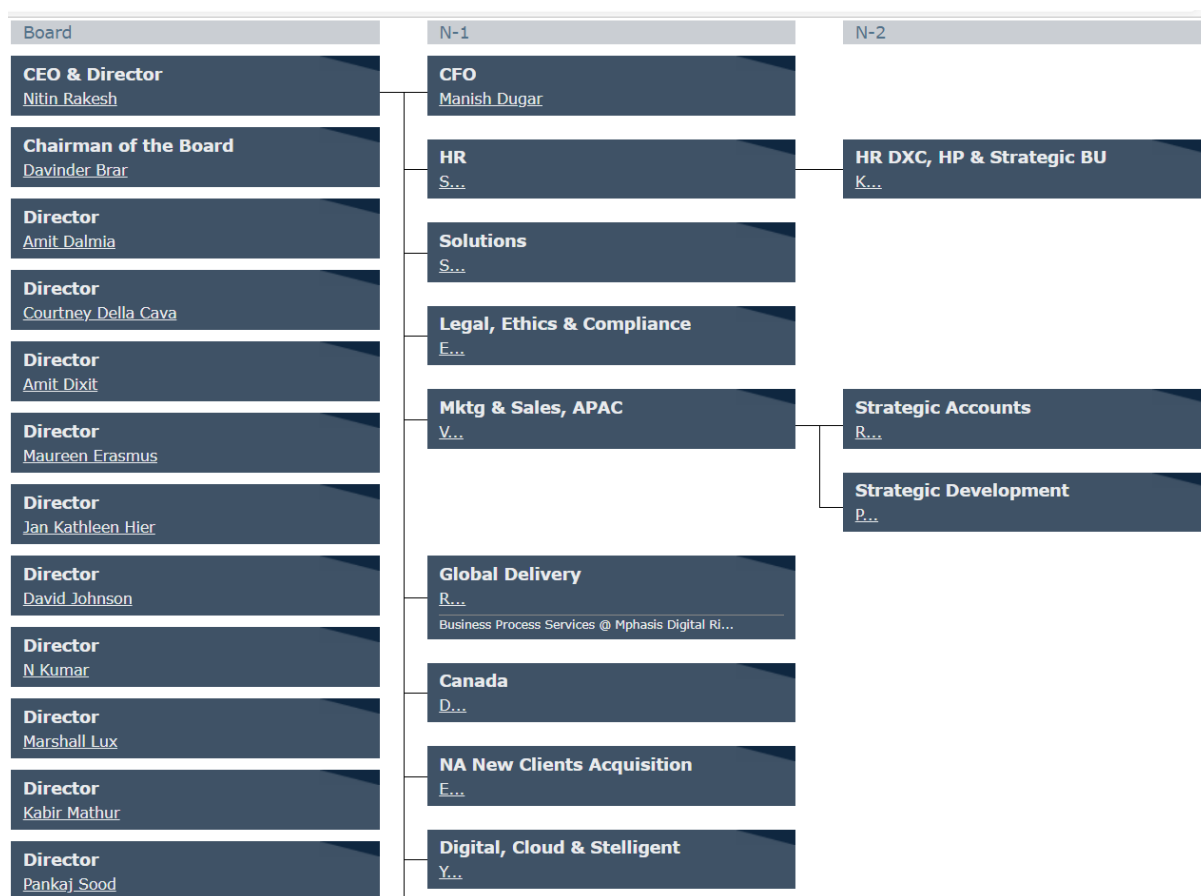 Board
CEO & Director
Nitin Rakesh
Chairman of the Board
Davinder Brar
Director
Amit Dalmia
Director
Courtney Della Cava
Director
Amit Dixit
Director
Maureen Erasmus
Director
Jan Kathleen Hier
Director
David Johnson
Director
N Kumar
Director
Marshall Lux
Director
Kabir Mathur
Director
Pankaj Sood
N-1
CFO
Manish Dugar
HR
S...
Solutions
S...
Legal, Ethics & Compliance
E...
Mktg & Sales, APAC
V...
Global Delivery
R...
Business Process Services @ Mphasis Digital Ri...
Canada
D...
NA New Clients Acquisition
E...
Digital, Cloud & Stelligent
Y...
N-2
HR DXC, HP & Strategic BU
K...
Strategic Accounts
R...
Strategic Development
P...